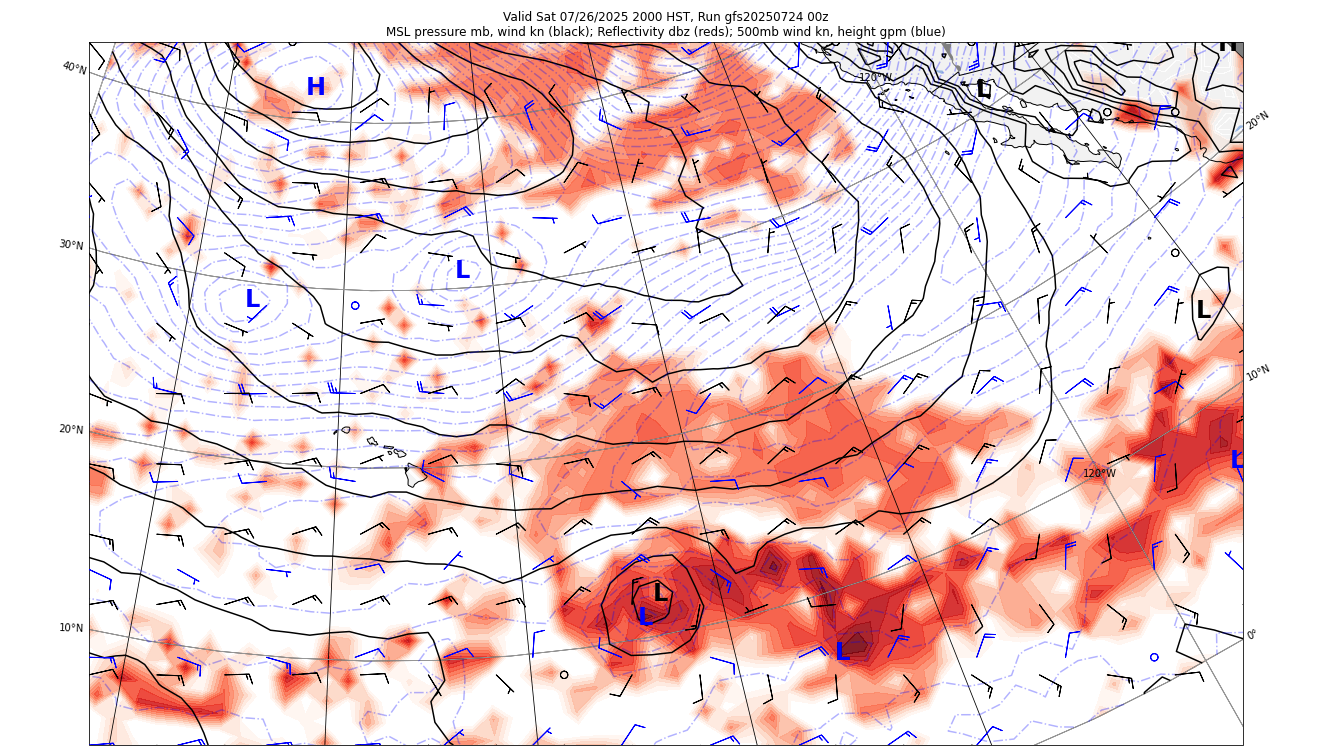 Valid Sat 07/26/2025 2000 HST, Run gfs20250724 00z
MSL pressure mb, wind kn (black); Reflectivity dbz (reds); 500mb wind kn, height gpm (blue)
H
40°N
H
120°W
L
20°N
30°N
L
L
L
10°N
20°N
L
120°W
L
10°N
L
L
0°